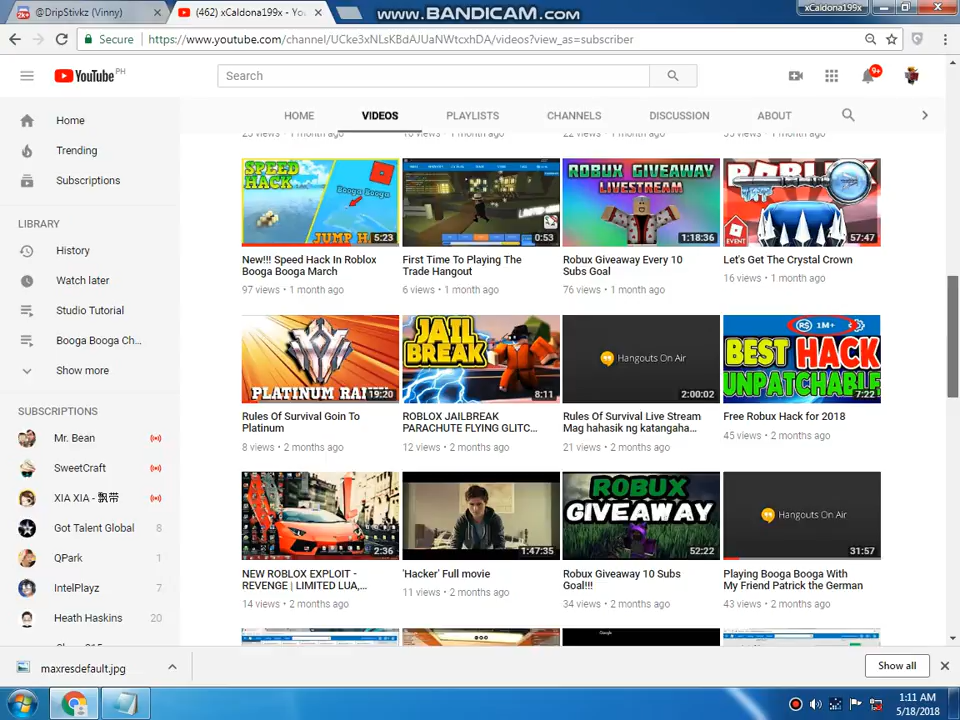 @DripStivkz (Vinny)
(462) xCaldona199x - Yo
www.BANDICAM.com
xCaldona199x
Secure
https://www.youtube.com/channel/UCke3xNLsKBdAJUaNWtcxhDA/videos?view_as=subscriber
YouTube PH
Search
9+
HOME
VIDEOS
PLAYLISTS
CHANNELS
DISCUSSION
ABOUT
Home
Trending
Subscriptions
LIBRARY
History
Watch later
Studio Tutorial
Booga Booga Ch...
Show more
SUBSCRIPTIONS
Mr. Bean
SweetCraft
XIA XIA - 飘带
Got Talent Global 8
QPark 1
IntelPlayz 7
Heath Haskins 20
SPEED HACK
Booga Booga
JUMP H
5:23
New!!! Speed Hack In Roblox
Booga Booga March
97 views • 1 month ago
0:53
First Time To Playing The
Trade Hangout
6 views • 1 month ago
ROBUX GIVEAWAY
LIVESTREAM
1:18:36
Robux Giveaway Every 10
Subs Goal
76 views • 1 month ago
EVENT
57:47
Let's Get The Crystal Crown
16 views • 1 month ago
PLATINUM RAN
19:20
Rules Of Survival Goin To
Platinum
8 views • 2 months ago
JAIL
BREAK
8:11
ROBLOX JAILBREAK
PARACHUTE FLYING GLITC...
12 views • 2 months ago
Hangouts On Air
2:00:02
Rules Of Survival Live Stream
Mag hahasik ng katangaha...
21 views • 2 months ago
R$ 1M+
BEST HACK
UNPATCHABLE
7:22
Free Robux Hack for 2018
45 views • 2 months ago
2:36
NEW ROBLOX EXPLOIT -
REVENGE | LIMITED LUA,...
14 views • 2 months ago
1:47:35
'Hacker' Full movie
11 views • 2 months ago
ROBUX
GIVEAWAY
52:22
Robux Giveaway 10 Subs
Goal!!!
34 views • 2 months ago
Hangouts On Air
31:57
Playing Booga Booga With
My Friend Patrick the German
43 views • 2 months ago
maxresdefault.jpg
Show all
1:11 AM
5/18/2018